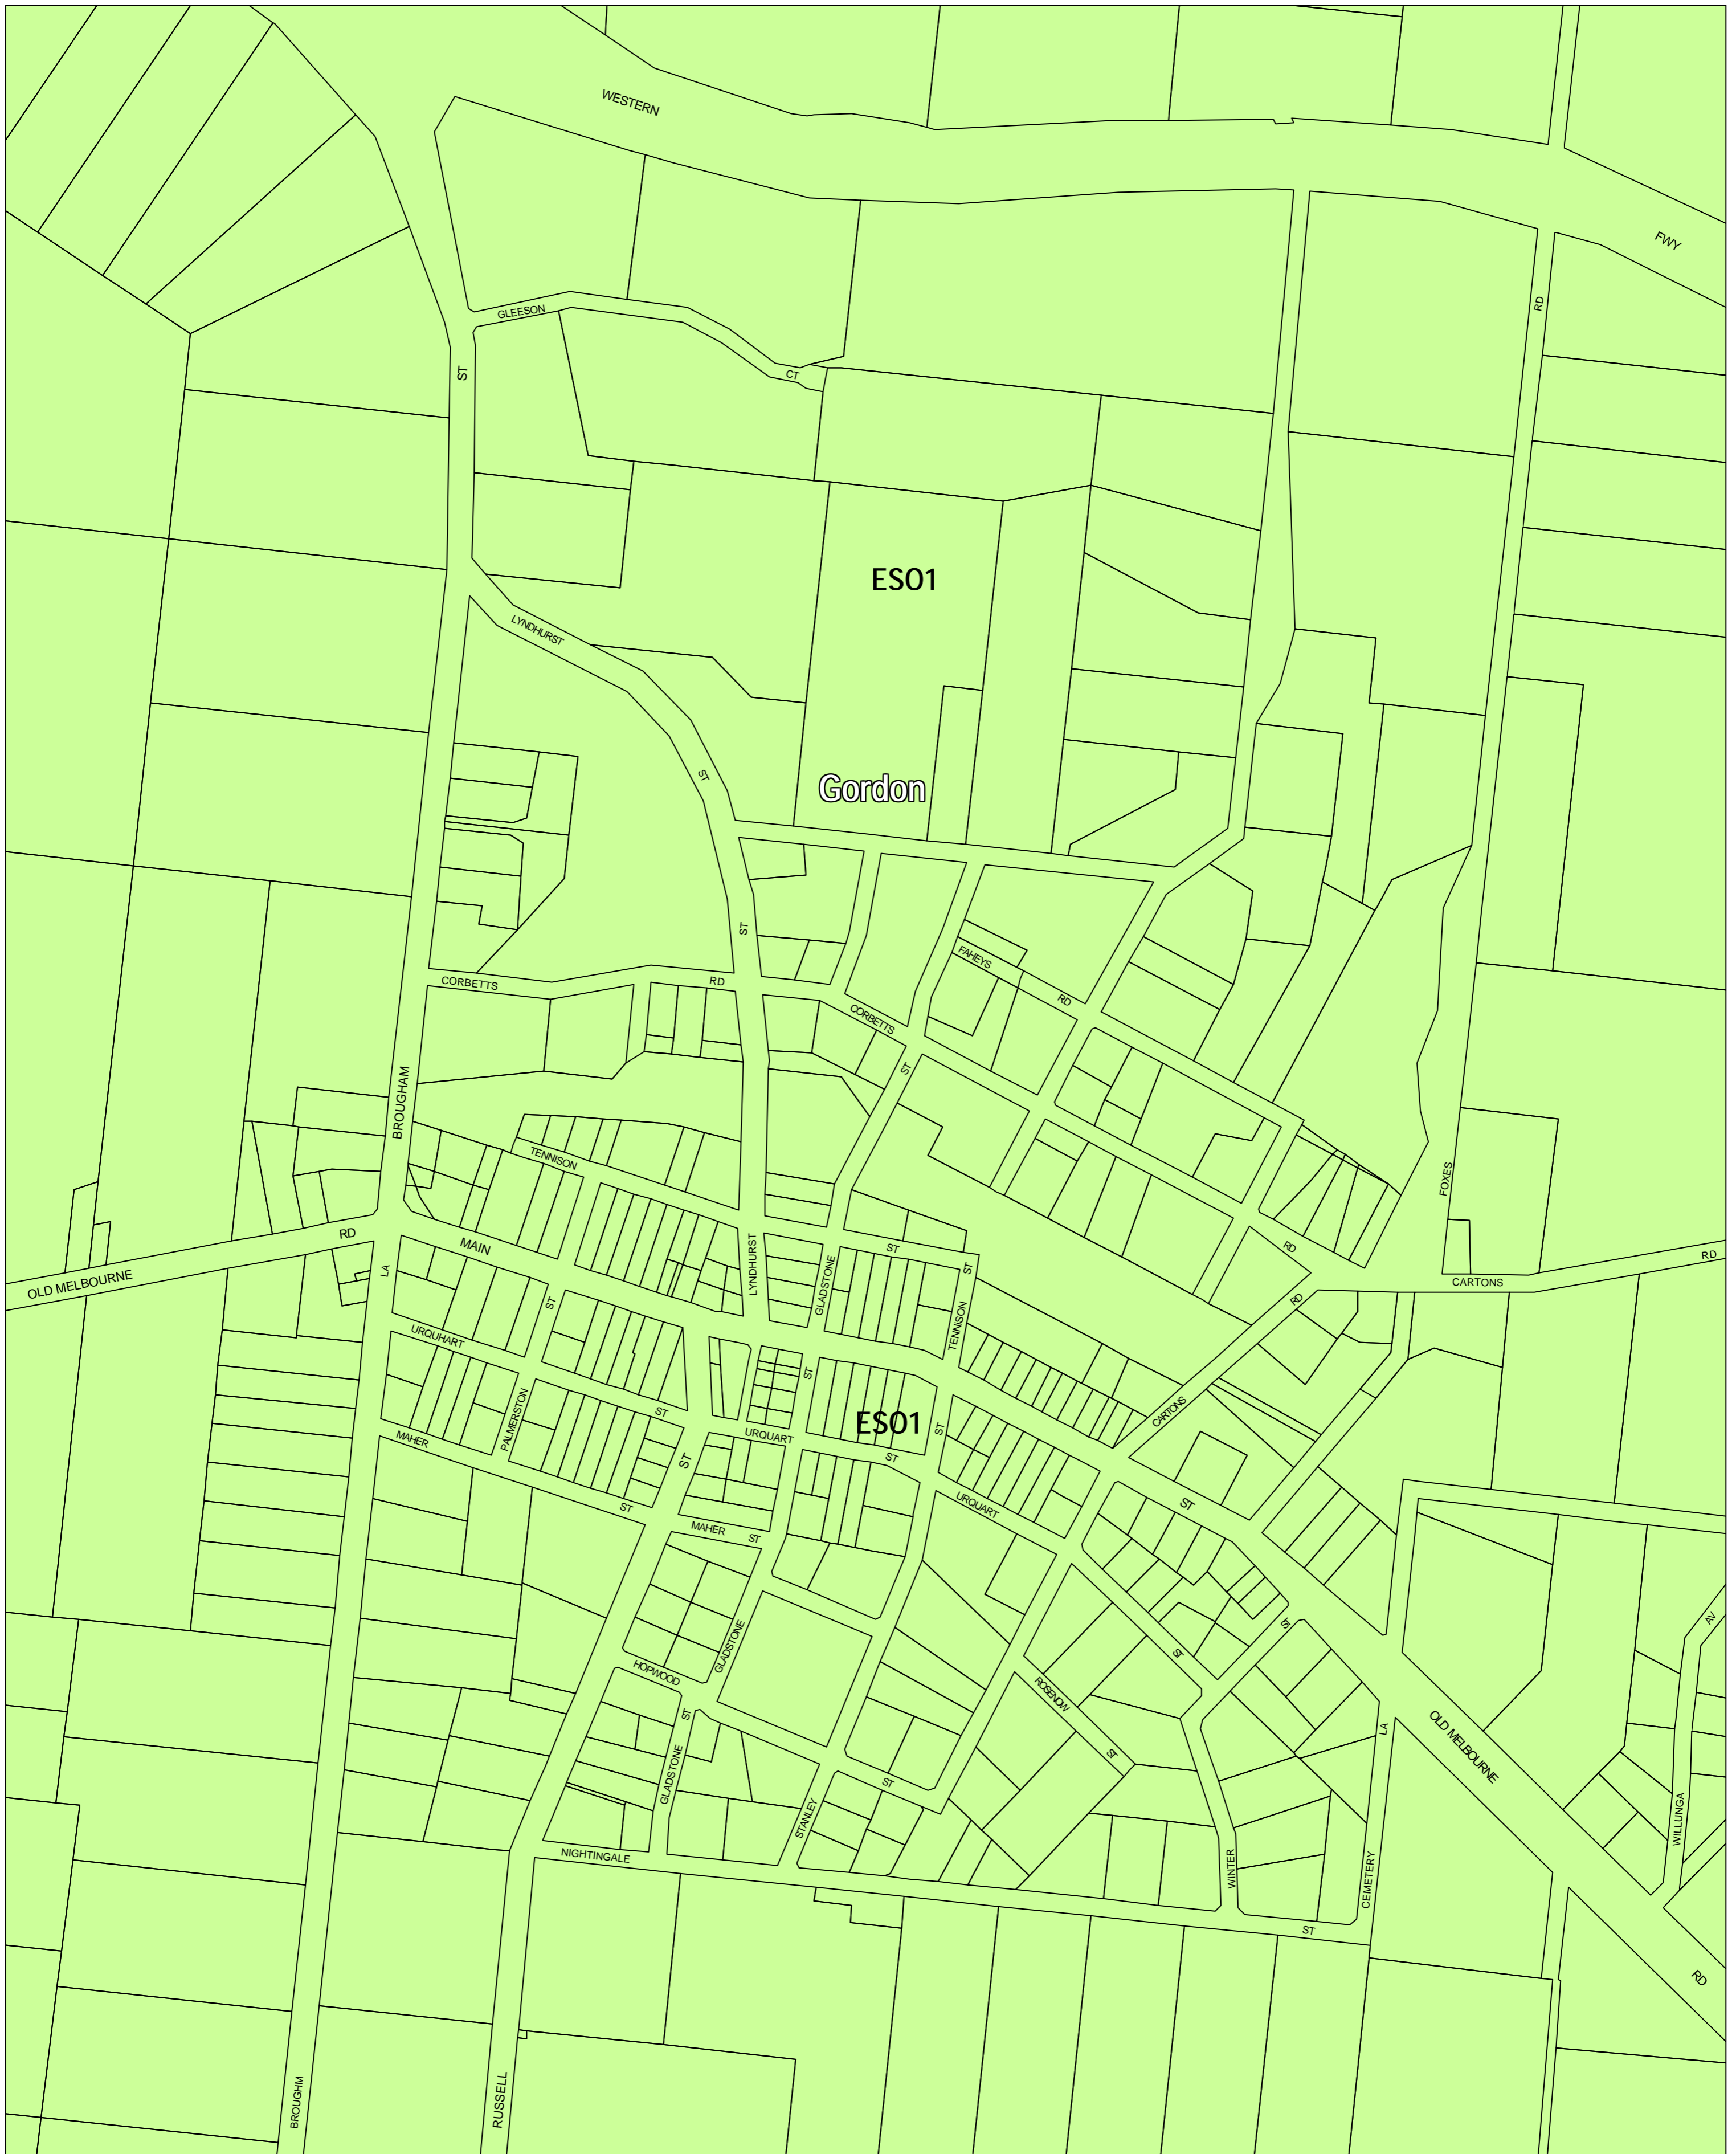 WESTERN
FWY
RD
GLEESON
ST
CT
ESO1
LYNDHURST
ST
Gordon
ST
FAHEYS
CORBETTS
RD
RD
CORBETTS
ST
BROUGHAM
TENNISON
FOXES
RD
MAIN
ST
RD
RD
LYNDHURST
GLADSTONE
ST
LA
OLD MELBOURNE
CARTONS
ST
RD
TENNISON
URQUHART
ST
PALMERSTON
ST
CARTONS
ESO1
ST
URQUART
MAHER
ST
ST
URQUART
ST
ST
MAHER
ST
AV
ST
GLADSTONE
ST
HOPWOOD
ROSENOW
ST
LA
OLD MELBOURNE
ST
GLADSTONE
ST
STANLEY
WILLUNGA
NIGHTINGALE
WINTER
CEMETERY
ST
RD
BROUGHM
RUSSELL